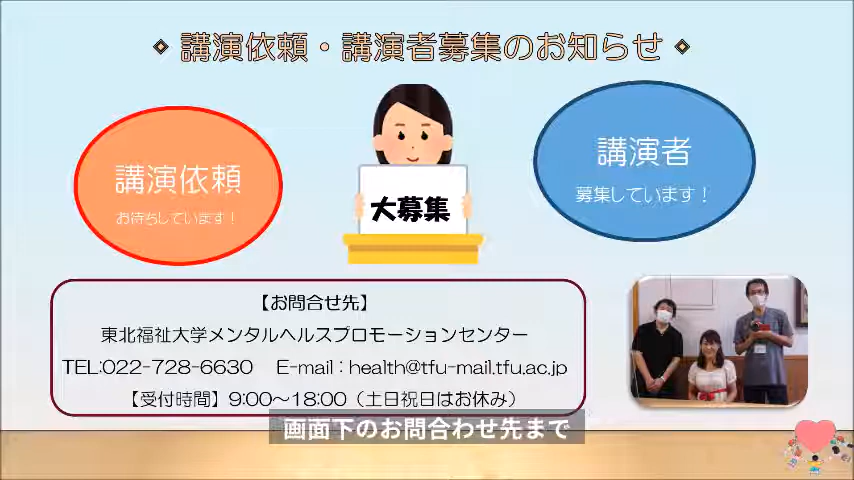 講演依頼・講演者募集のお知らせ
講演依頼
お待ちしています！
大募集
講演者
募集しています！
【お問合せ先】
東北福祉大学メンタルヘルスプロモーションセンター
TEL:022-728-6630 E-mail：health@tfu-mail.tfu.ac.jp
【受付時間】9:00～18:00（土日祝日はお休み）
画面下のお問合わせ先まで